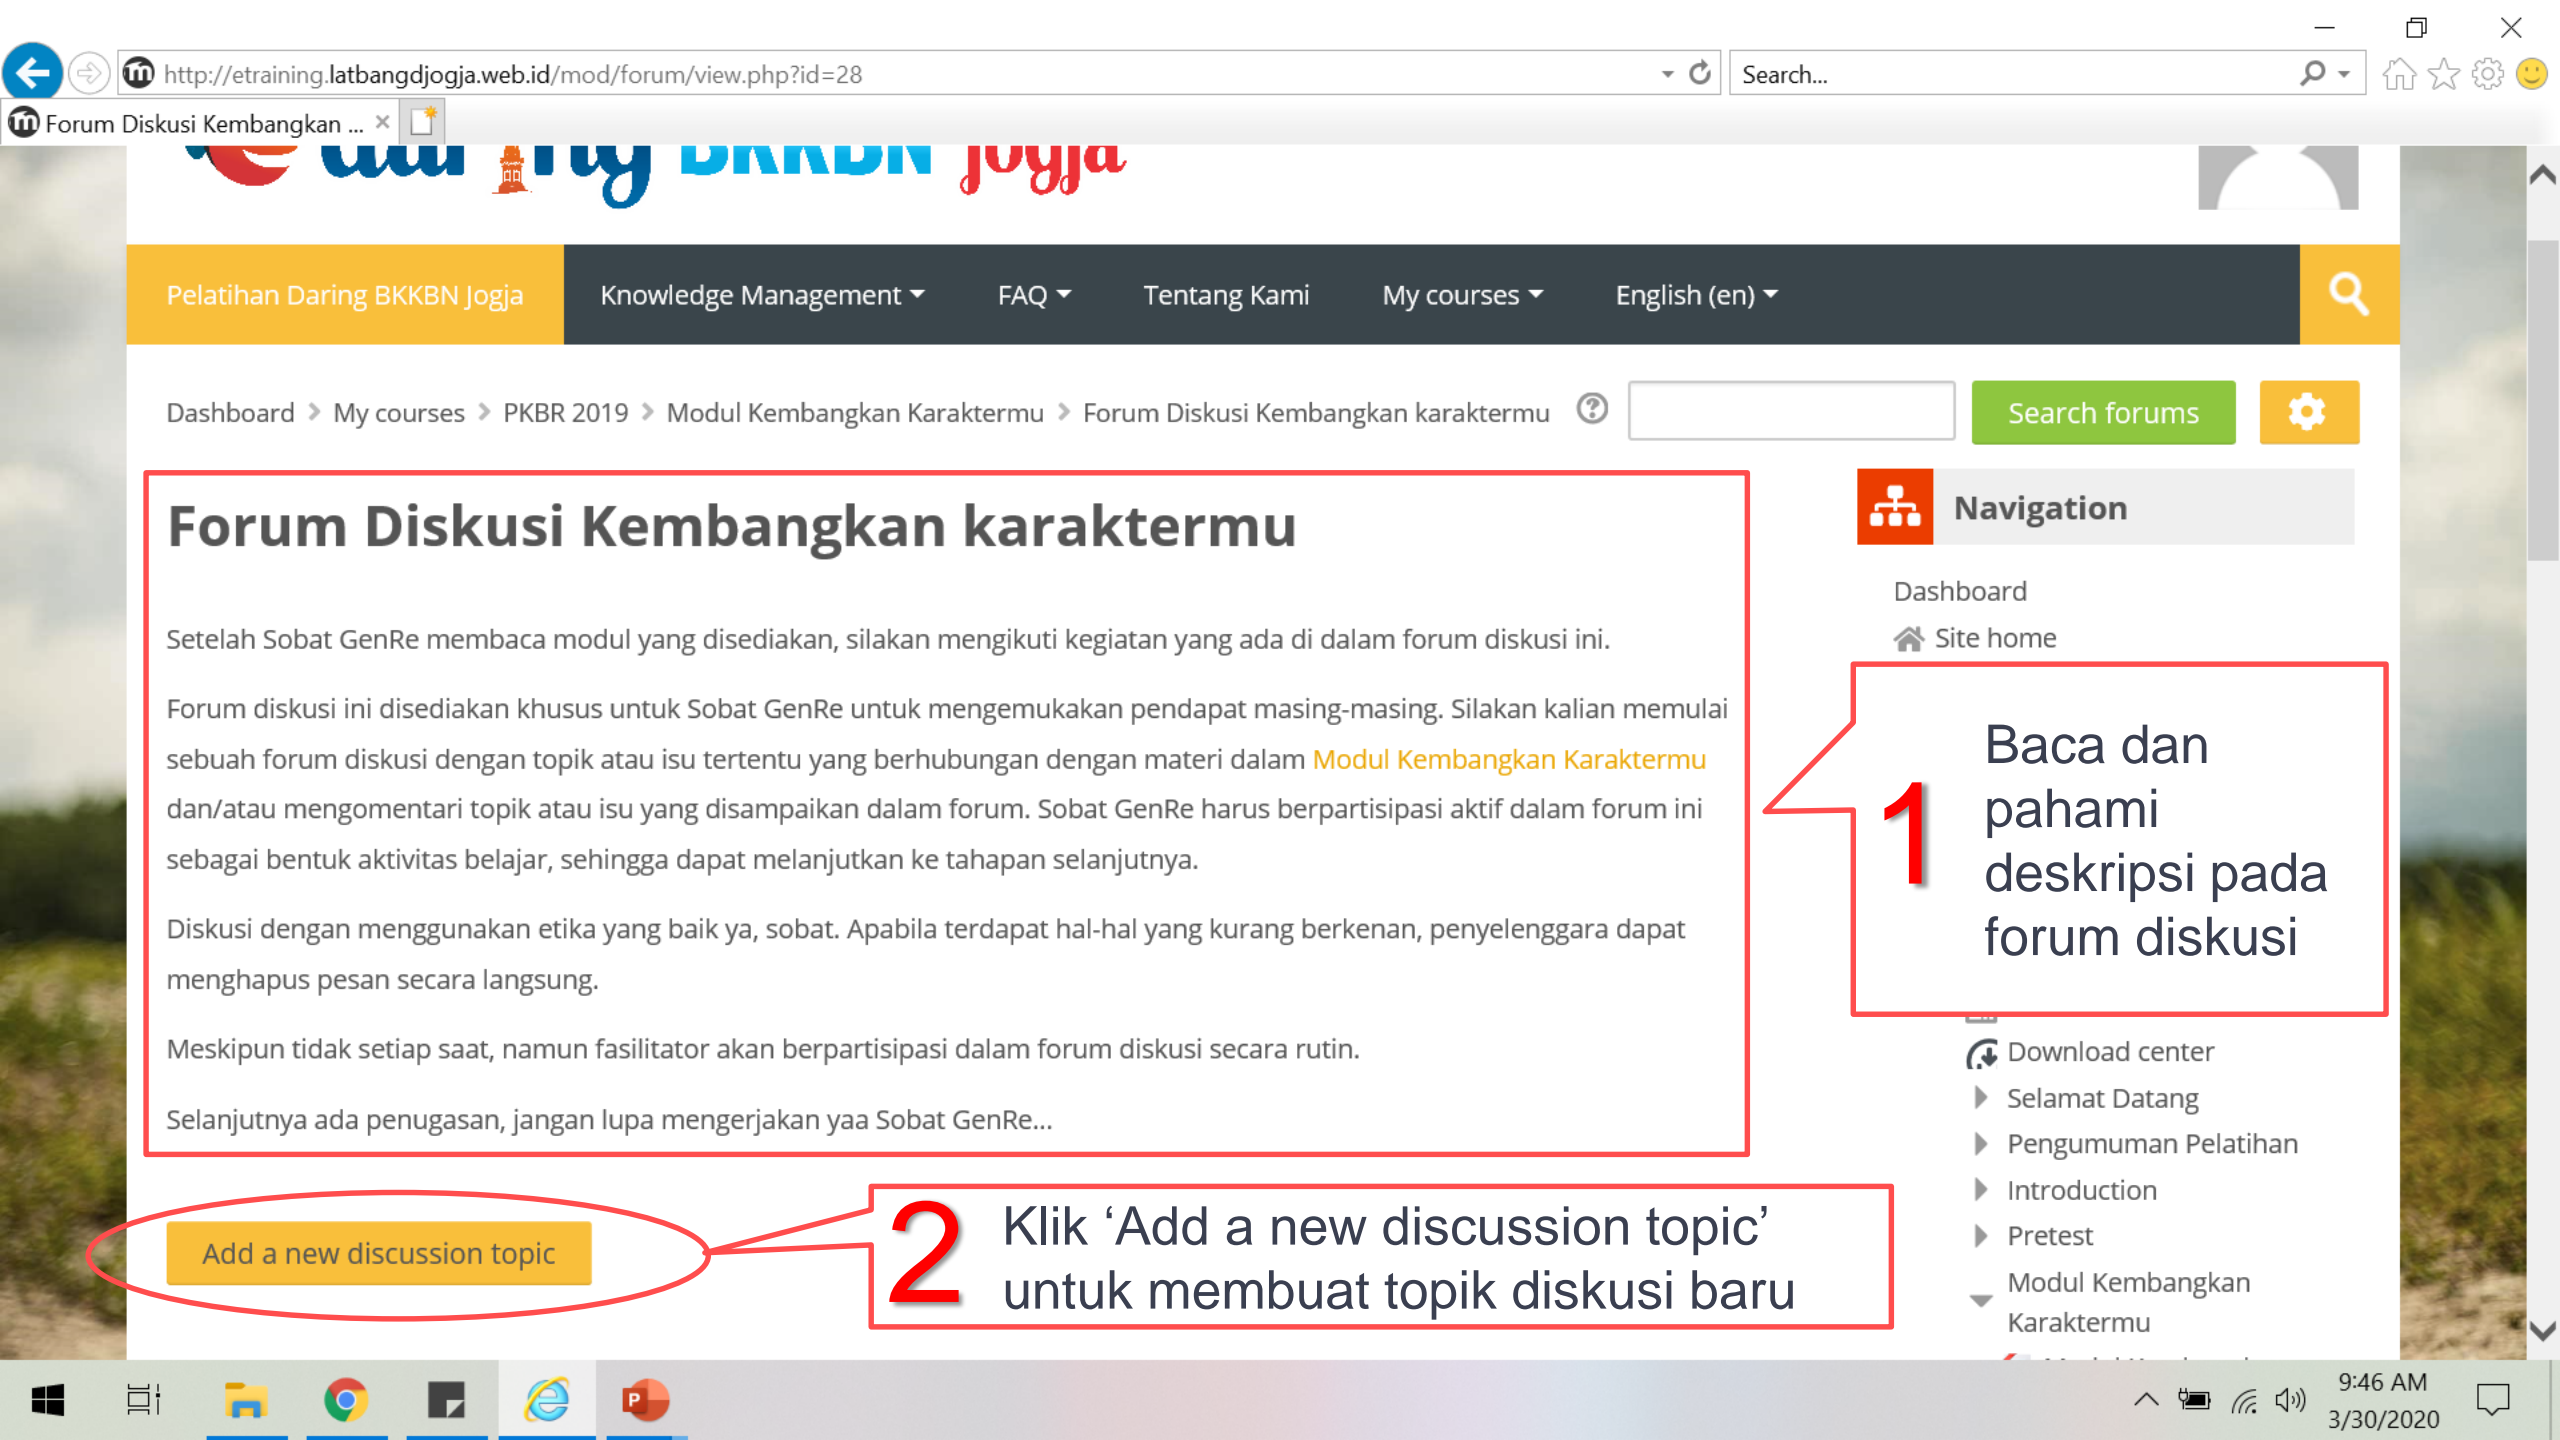 http://etraining.latbangdjogja.web.id/mod/forum/view.php?id=28
Search...
Forum Diskusi Kembangkan ...
BKKBN jogja
Pelatihan Daring BKKBN Jogja
Knowledge Management
FAQ
Tentang Kami
My courses
English (en)
Dashboard > My courses > PKBR 2019 > Modul Kembangkan Karaktermu > Forum Diskusi Kembangkan karaktermu
Search forums
Forum Diskusi Kembangkan karaktermu
Setelah Sobat GenRe membaca modul yang disediakan, silakan mengikuti kegiatan yang ada di dalam forum diskusi ini.
Forum diskusi ini disediakan khusus untuk Sobat GenRe untuk mengemukakan pendapat masing-masing. Silakan kalian memulai
sebuah forum diskusi dengan topik atau isu tertentu yang berhubungan dengan materi dalam Modul Kembangkan Karaktermu
dan/atau mengomentari topik atau isu yang disampaikan dalam forum. Sobat GenRe harus berpartisipasi aktif dalam forum ini
sebagai bentuk aktivitas belajar, sehingga dapat melanjutkan ke tahapan selanjutnya.
Diskusi dengan menggunakan etika yang baik ya, sobat. Apabila terdapat hal-hal yang kurang berkenan, penyelenggara dapat
menghapus pesan secara langsung.
Meskipun tidak setiap saat, namun fasilitator akan berpartisipasi dalam forum diskusi secara rutin.
Selanjutnya ada penugasan, jangan lupa mengerjakan yaa Sobat GenRe...
Add a new discussion topic
Navigation
Dashboard
Site home
1
Baca dan
pahami
deskripsi pada
forum diskusi
Download center
Selamat Datang
Pengumuman Pelatihan
Introduction
Pretest
Modul Kembangkan
Karaktermu
2
Klik ‘Add a new discussion topic’
untuk membuat topik diskusi baru
9:46 AM
3/30/2020